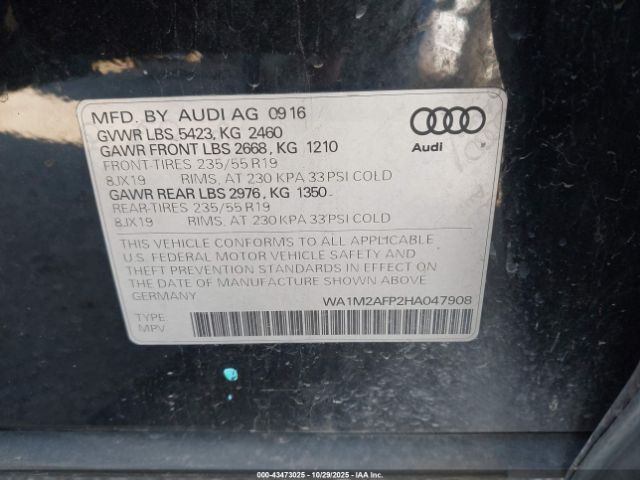 MFD. BY AUDI AG 0916
GVWR LBS 5423, KG 2460
GAWR FRONT LBS 2668, KG 1210
FRONT-TIRES 235/55 R19
8JX19 RIMS, AT 230 KPA 33 PSI COLD
GAWR REAR LBS 2976, KG 1350
REAR-TIRES 235/55 R19
8JX19 RIMS, AT 230 KPA 33 PSI COLD
Audi
THIS VEHICLE CONFORMS TO ALL APPLICABLE
U.S. FEDERAL MOTOR VEHICLE SAFETY AND
THEFT PREVENTION STANDARDS IN EFFECT ON
THE DATE OF MANUFACTURE SHOWN ABOVE
GERMANY WA1M2AFP2HA047908
TYPE
MPV
000-43473025 - 10/29/2025 - IAA Inc.